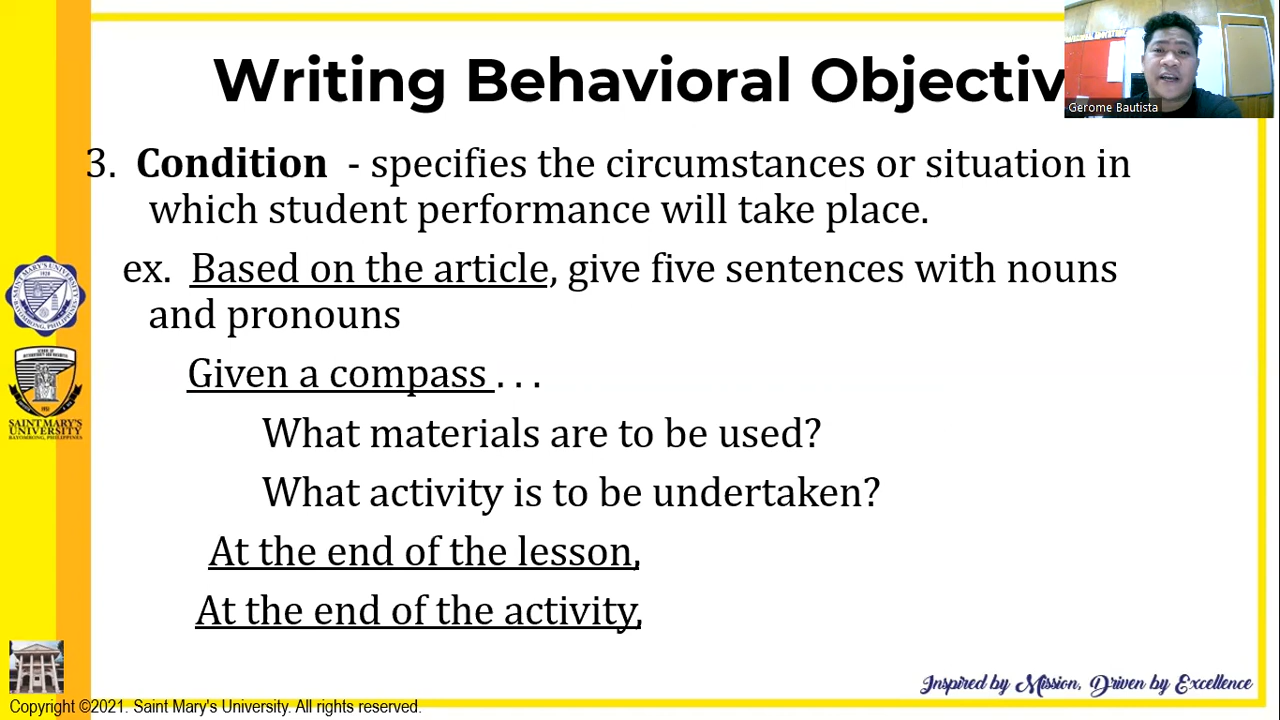 Writing Behavioral Objectiv
Gerome Bautista
3. Condition - specifies the circumstances or situation in
which student performance will take place.
ex. Based on the article, give five sentences with nouns
and pronouns
Given a compass . . .
What materials are to be used?
What activity is to be undertaken?
At the end of the lesson,
At the end of the activity,
SAINT MARY'S
UNIVERSITY
BAYOMBONG, PHILIPPINES
Inspired by Mission, Driven by Excellence
Copyright ©2021. Saint Mary's University. All rights reserved.